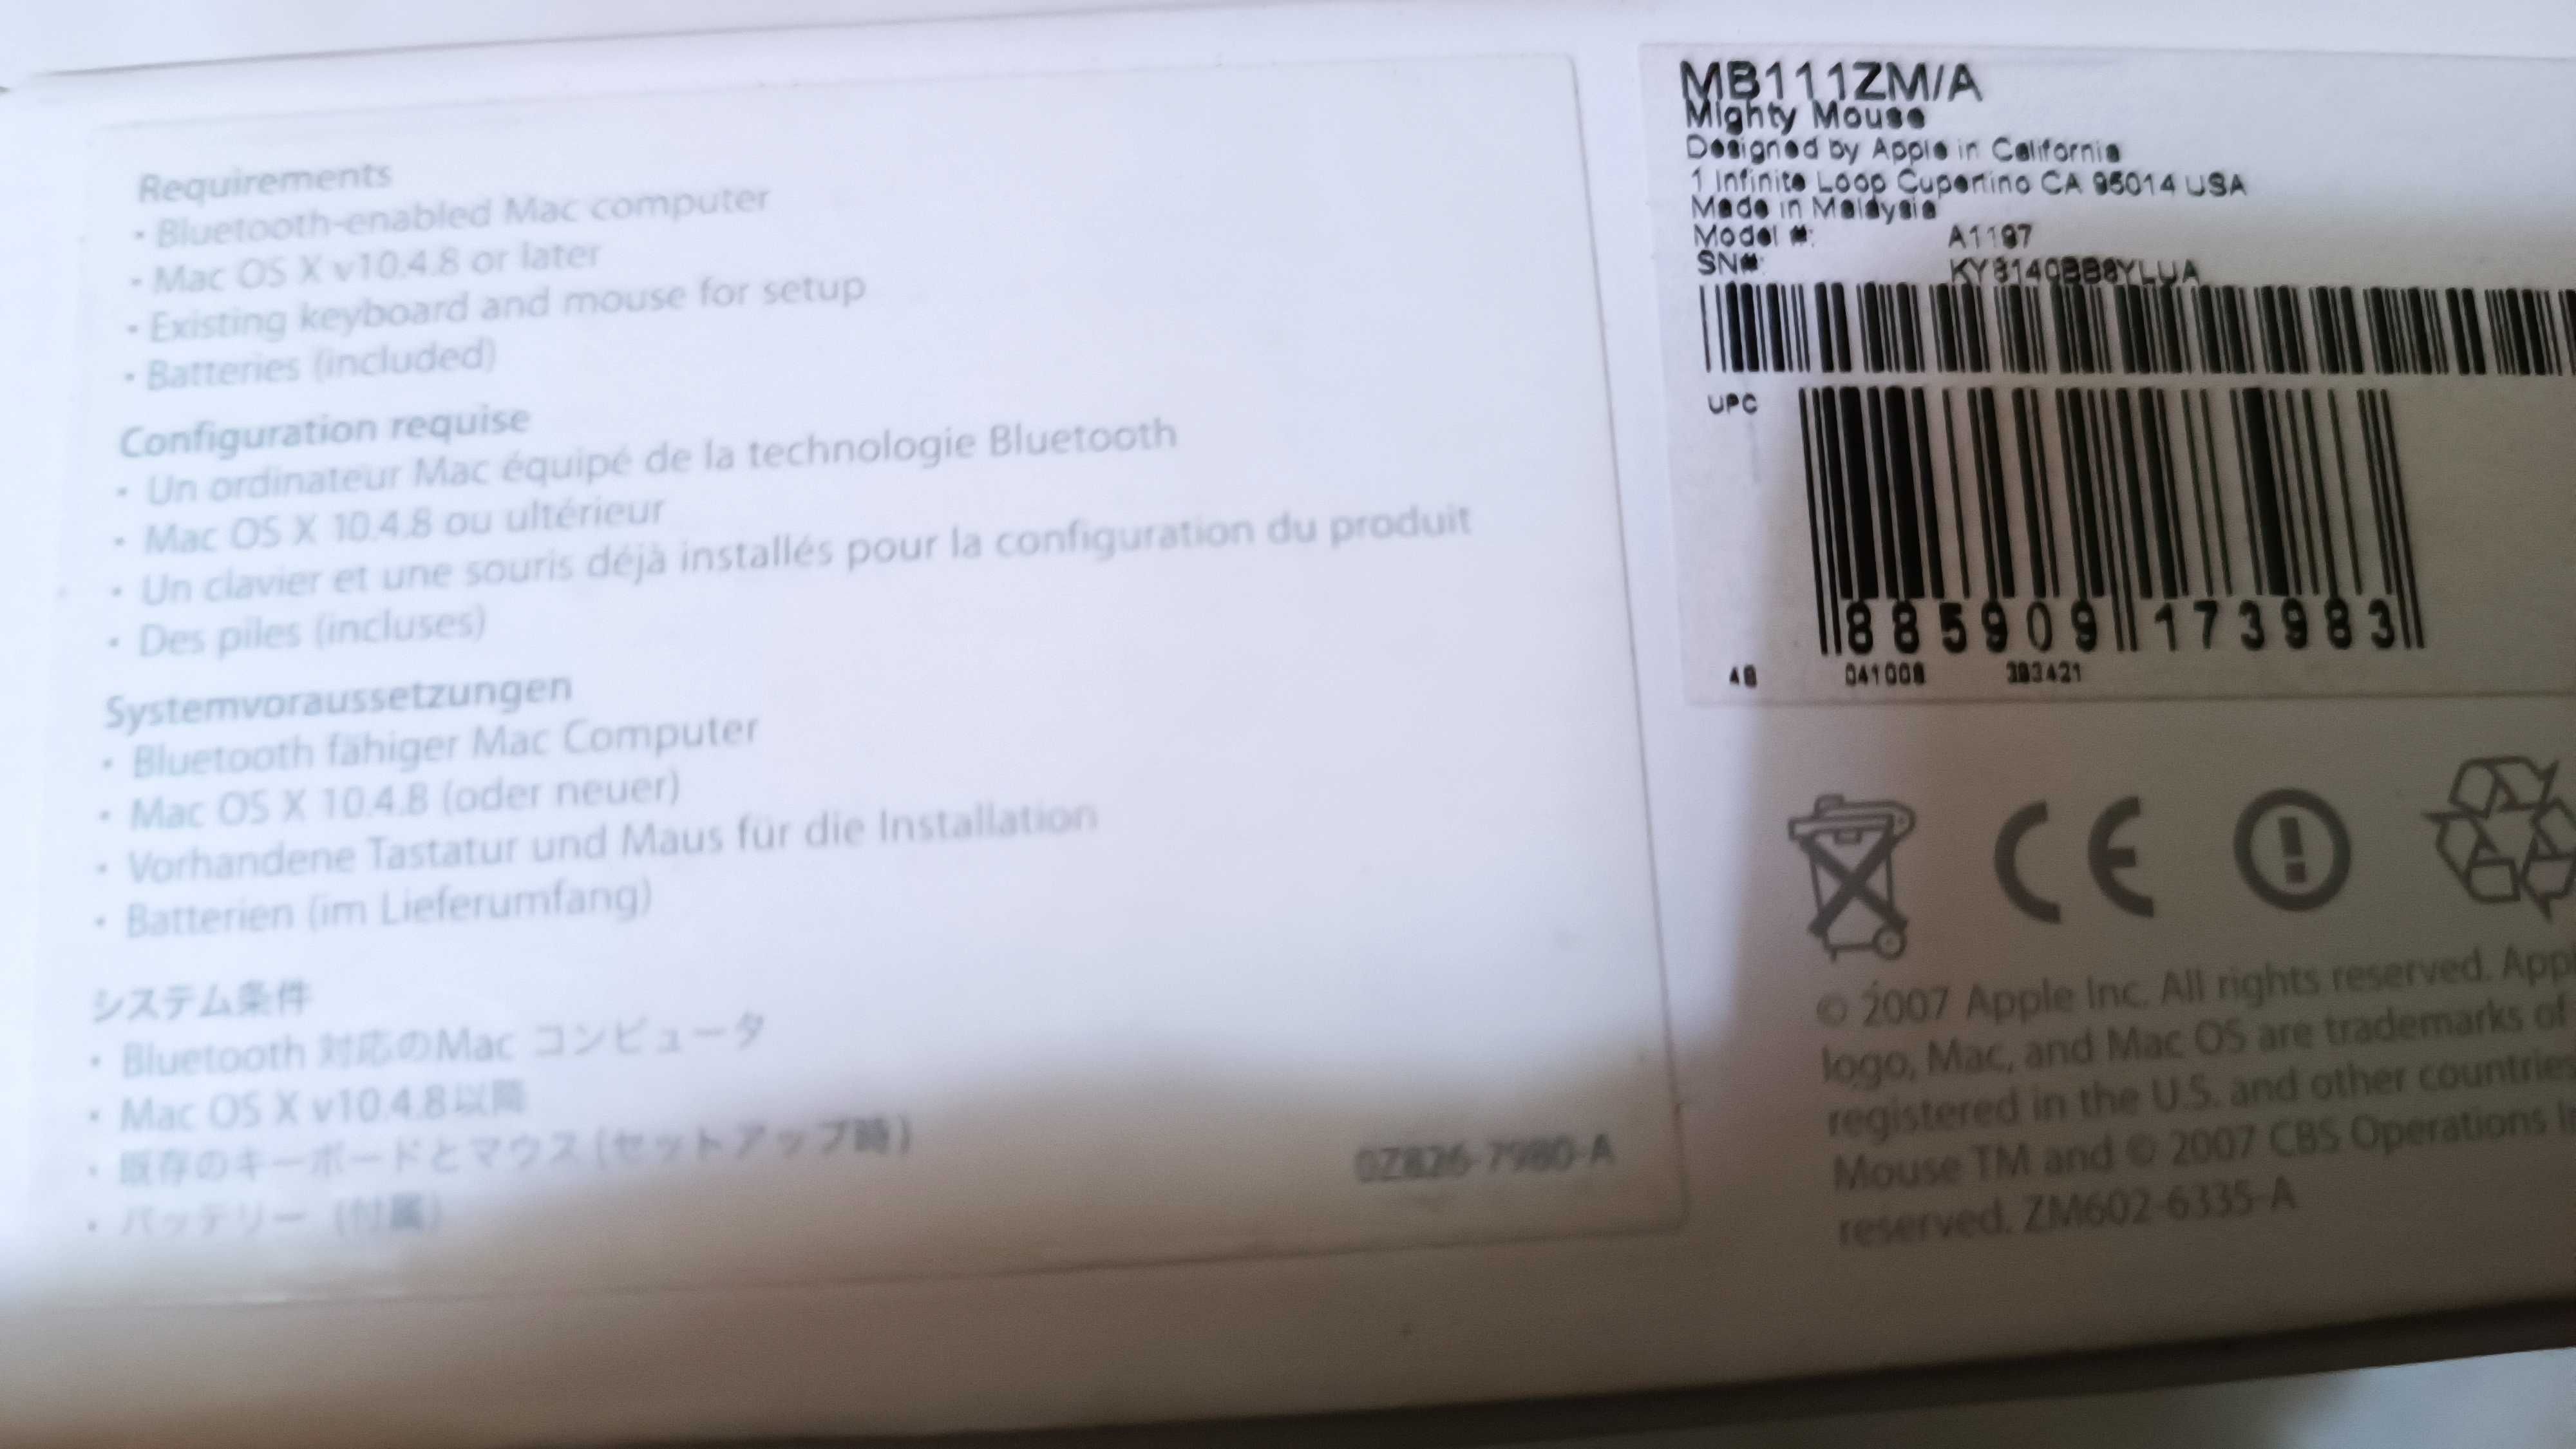 Requirements
• Bluetooth-enabled Mac computer
• Mac OS X v10.4.8 or later
• Existing keyboard and mouse for setup
• Batteries (included)
Configuration requise
• Un ordinateur Mac équipé de la technologie Bluetooth
• Mac OS X 10.4.8 ou ultérieur
• Un clavier et une souris déjà installés pour la configuration du produit
• Des piles (incluses)
Systemvoraussetzungen
• Bluetooth fähiger Mac Computer
• Mac OS X 10.4.8 (oder neuer)
• Vorhandene Tastatur und Maus für die Installation
• Batterien (im Lieferumfang)
システム条件
• Bluetooth 対応のMac コンピュータ
• Mac OS X v10.4.8以降
• 既存のキーボードとマウス (セットアップ時)
• バッテリー (付属)
0Z826-7980-A
MB111ZM/A
Mighty Mouse
Designed by Apple in California
1 Infinite Loop Cupertino CA 95014 USA
Made in Malaysia
Model #: A1197
SN#:
UPC
885909 173983
041008
CE
© 2007 Apple Inc. All rights reserved.
logo, Mac, and Mac OS are trademarks of
registered in the U.S. and other countries
Mouse TM and © 2007 CBS Operations
reserved. ZM602-6335-A